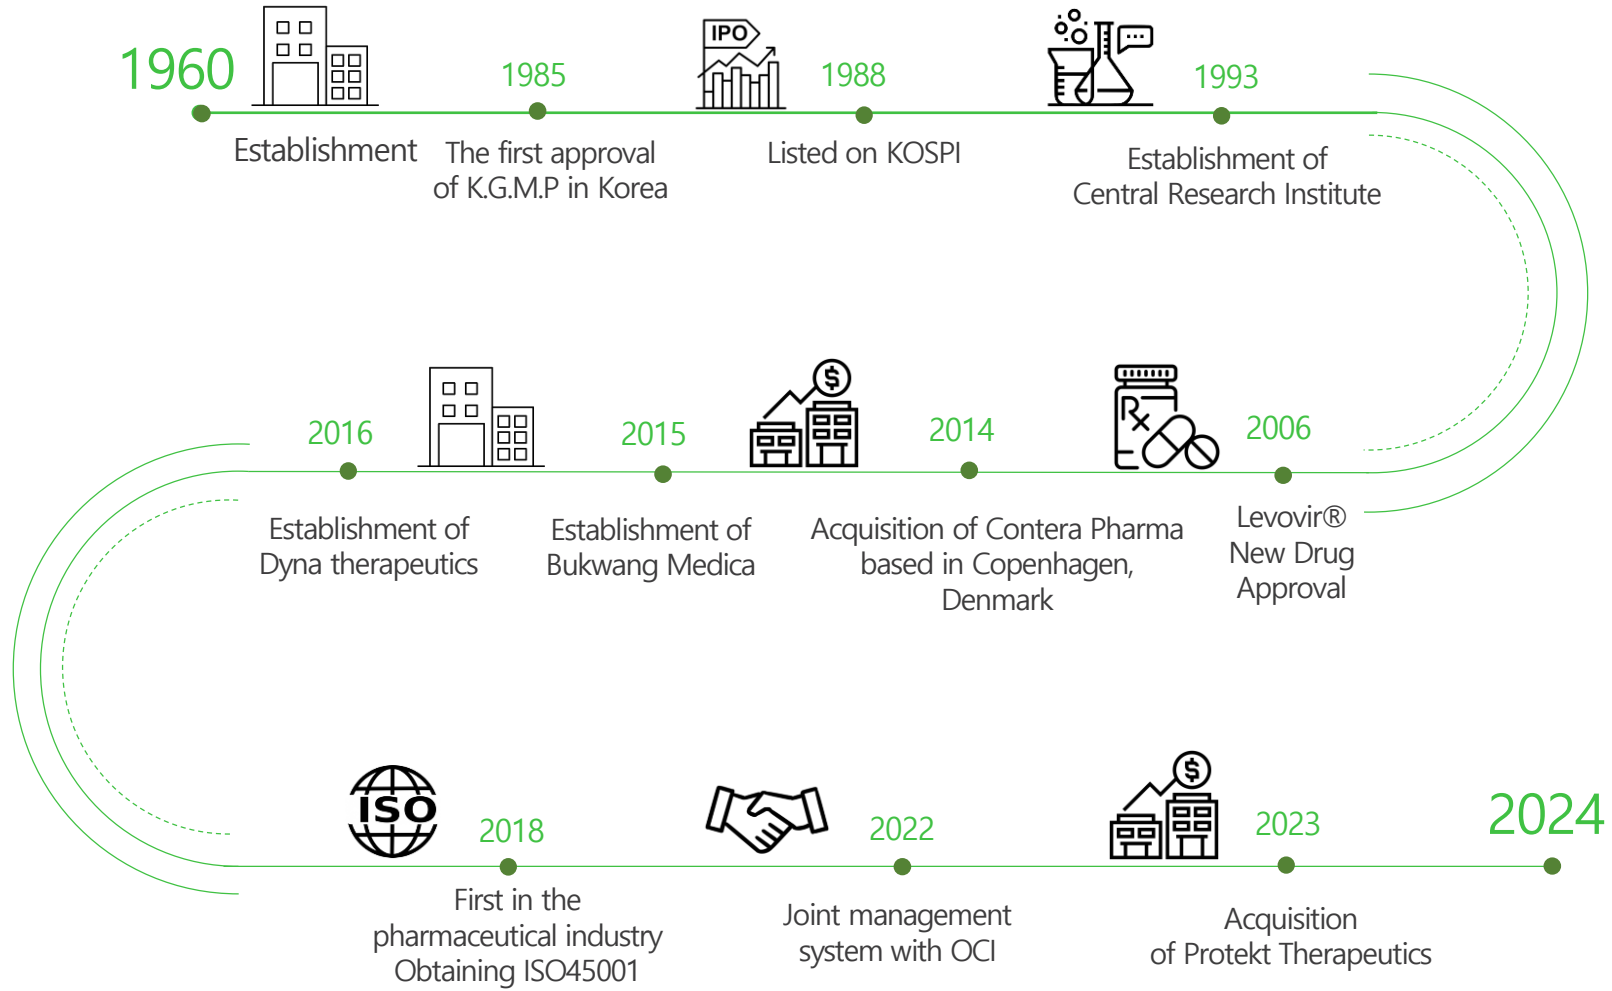 1960
Establishment
1985
The first approval
of K.G.M.P in Korea
IPO
1988
Listed on KOSPI
1993
Establishment of
Central Research Institute
2006
Levovir®
New Drug
Approval
Rx
2014
Acquisition of Contera Pharma
based in Copenhagen,
Denmark
$
2015
Establishment of
Bukwang Medica
2016
Establishment of
Dyna therapeutics
ISO
2018
First in the
pharmaceutical industry
Obtaining ISO45001
2022
Joint management
system with OCI
$
2023
Acquisition
of Protekt Therapeutics
2024